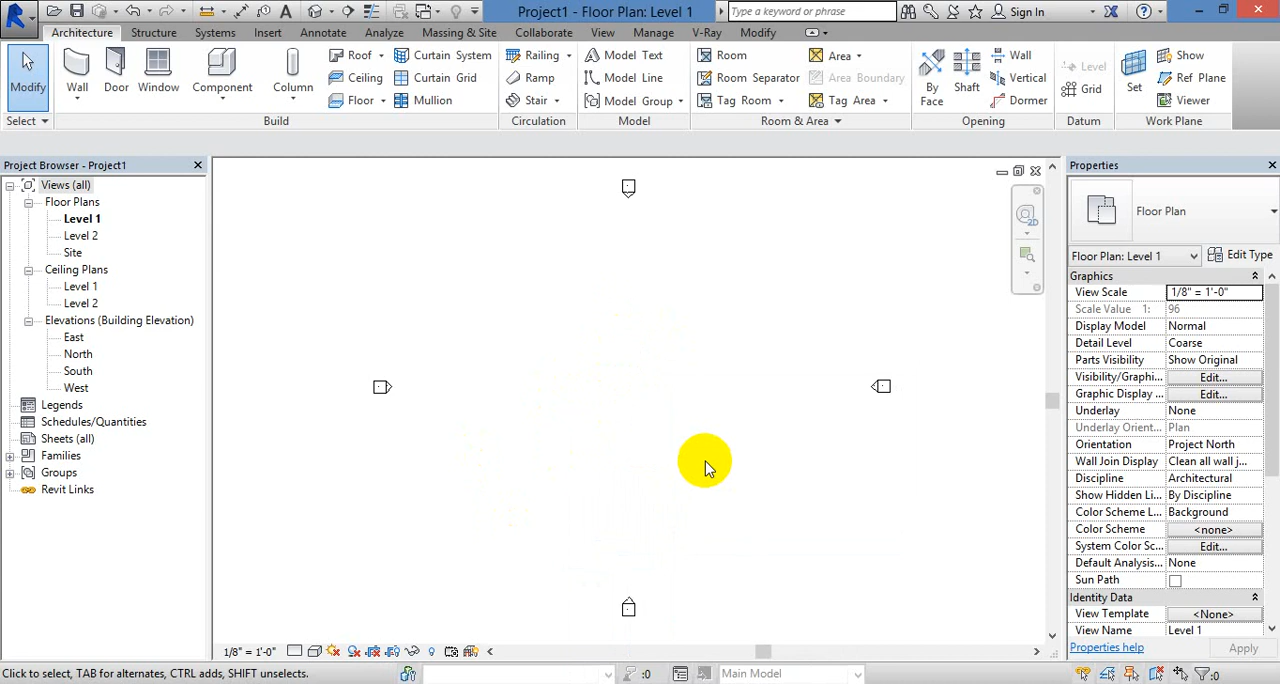 Project1 - Floor Plan: Level 1
Type a keyword or phrase
Sign In
Architecture Structure Systems Insert Annotate Analyze Massing & Site Collaborate View Manage V-Ray Modify
Modify
Wall
Door
Window
Component
Column
Roof
Ceiling
Floor
Curtain System
Curtain Grid
Mullion
Railing
Ramp
Stair
Model Text
Model Line
Model Group
Room
Room Separator
Tag Room
Area
Area Boundary
Tag Area
By
Face
Shaft
Wall
Vertical
Dormer
Level
Grid
Set
Show
Ref Plane
Viewer
Select Build Circulation Model Room & Area Opening Datum Work Plane
Project Browser - Project1
Views (all)
Floor Plans
Level 1
Level 2
Site
Ceiling Plans
Level 1
Level 2
Elevations (Building Elevation)
East
North
South
West
Legends
Schedules/Quantities
Sheets (all)
Families
Groups
Revit Links
2D
Properties
Floor Plan
Floor Plan: Level 1 Edit Type
Graphics
View Scale 1/8" = 1'-0"
Scale Value 1: 96
Display Model Normal
Detail Level Coarse
Parts Visibility Show Original
Visibility/Graphi... Edit...
Graphic Display ... Edit...
Underlay None
Underlay Orient... Plan
Orientation Project North
Wall Join Display Clean all wall j...
Discipline Architectural
Show Hidden Li... By Discipline
Color Scheme L... Background
Color Scheme <none>
System Color Sc... Edit...
Default Analysis... None
Sun Path
Identity Data
View Template <None>
View Name Level 1
Properties help Apply
1/8" = 1'-0"
Click to select, TAB for alternates, CTRL adds, SHIFT unselects.
:0
Main Model
:0